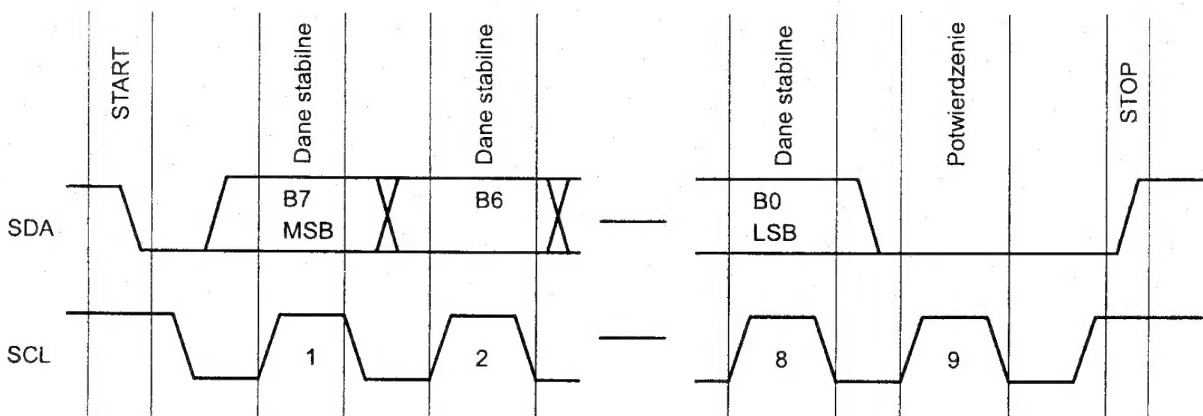 START
Dane stabilne
Dane stabilne
Dane stabilne
Potwierdzenie
STOP
SDA
B7
MSB
B6
B0
LSB
SCL
1
2
8
9